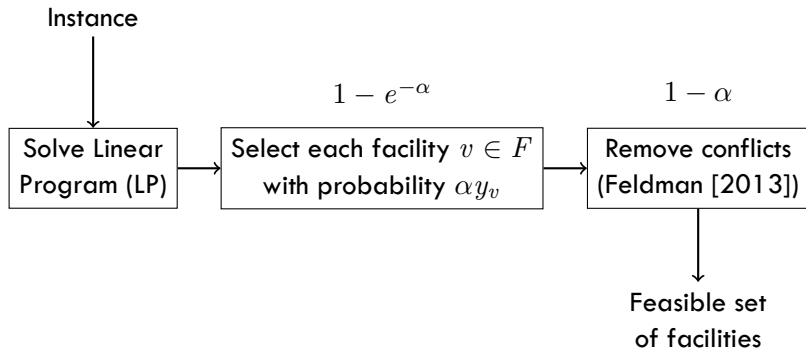 Instance
1 − e^{−α}
1 − α
Solve Linear
Program (LP)
Select each facility v ∈ F
with probability αy_v
Remove conflicts
(Feldman [2013])
Feasible set
of facilities